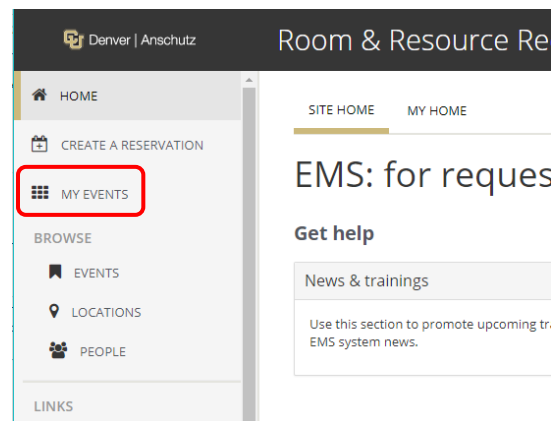 Denver | Anschutz
Room & Resource Re
HOME
CREATE A RESERVATION
MY EVENTS
BROWSE
EVENTS
LOCATIONS
PEOPLE
LINKS
SITE HOME MY HOME
EMS: for reques
Get help
News & trainings
Use this section to promote upcoming tra
EMS system news.